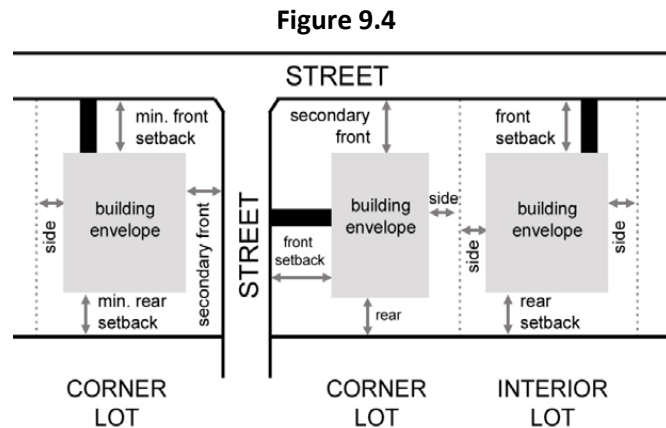 Figure 9.4
STREET
min. front
setback
secondary
front
front
setback
side
building
envelope
secondary front
STREET
building
envelope
side
front
setback
side
building
envelope
side
min. rear
setback
rear
rear
setback
CORNER
LOT
CORNER
LOT
INTERIOR
LOT